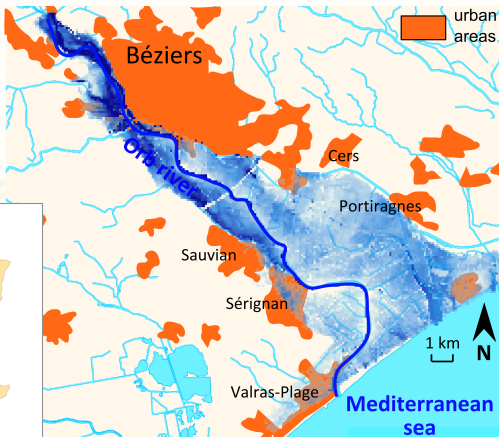 urban
areas
Béziers
Orb river
Cers
Portiragnes
Sauvian
Sérignan
1 km
N
Valras-Plage
Mediterranean
sea